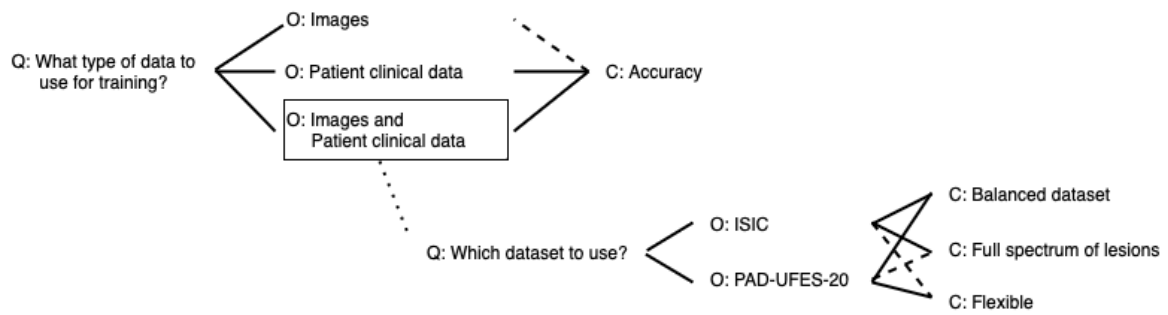 O: Images
Q: What type of data to
use for training?
O: Patient clinical data
C: Accuracy
O: Images and
Patient clinical data
Q: Which dataset to use?
O: ISIC
O: PAD-UFES-20
C: Balanced dataset
C: Full spectrum of lesions
C: Flexible